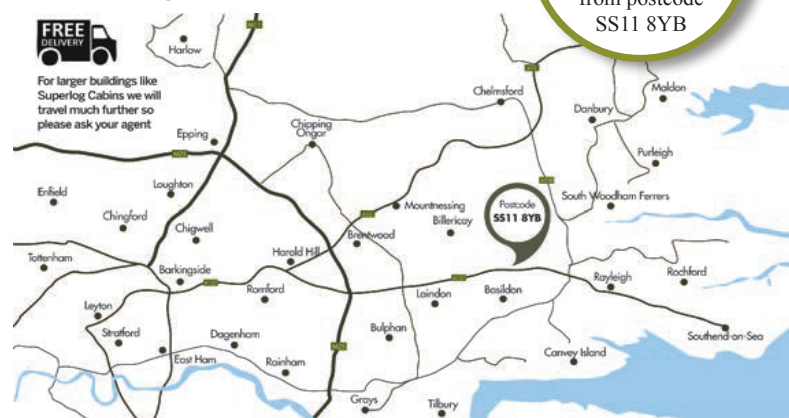 from postcode
SS11 8YB
FREE
DELIVERY
For larger buildings like
Superlog Cabins we will
travel much further so
please ask your agent
Harlow
Chelmsford
Maldon
Danbury
Epping
Chipping
Ongar
Purleigh
Loughton
Enfield
Mountnessing
South Woodham Ferrers
Postcode
SS11 8YB
Chingford
Chigwell
Billericay
Brentwood
Harold Hill
Tottenham
Barkingside
Rayleigh
Rochford
Romford
Laindon
Basildon
Leyton
Stratford
Dagenham
Bulphan
Southend-on-Sea
East Ham
Rainham
Canvey Island
Grays
Tilbury